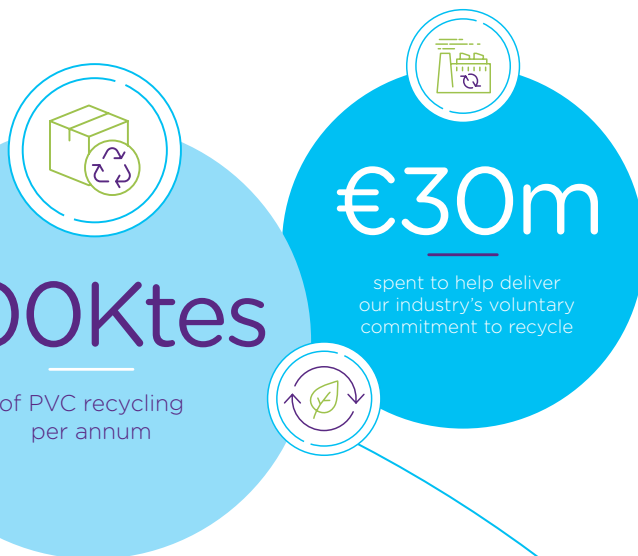 €30m
spent to help deliver
our industry’s voluntary
commitment to recycle
00Ktes
of PVC recycling
per annum